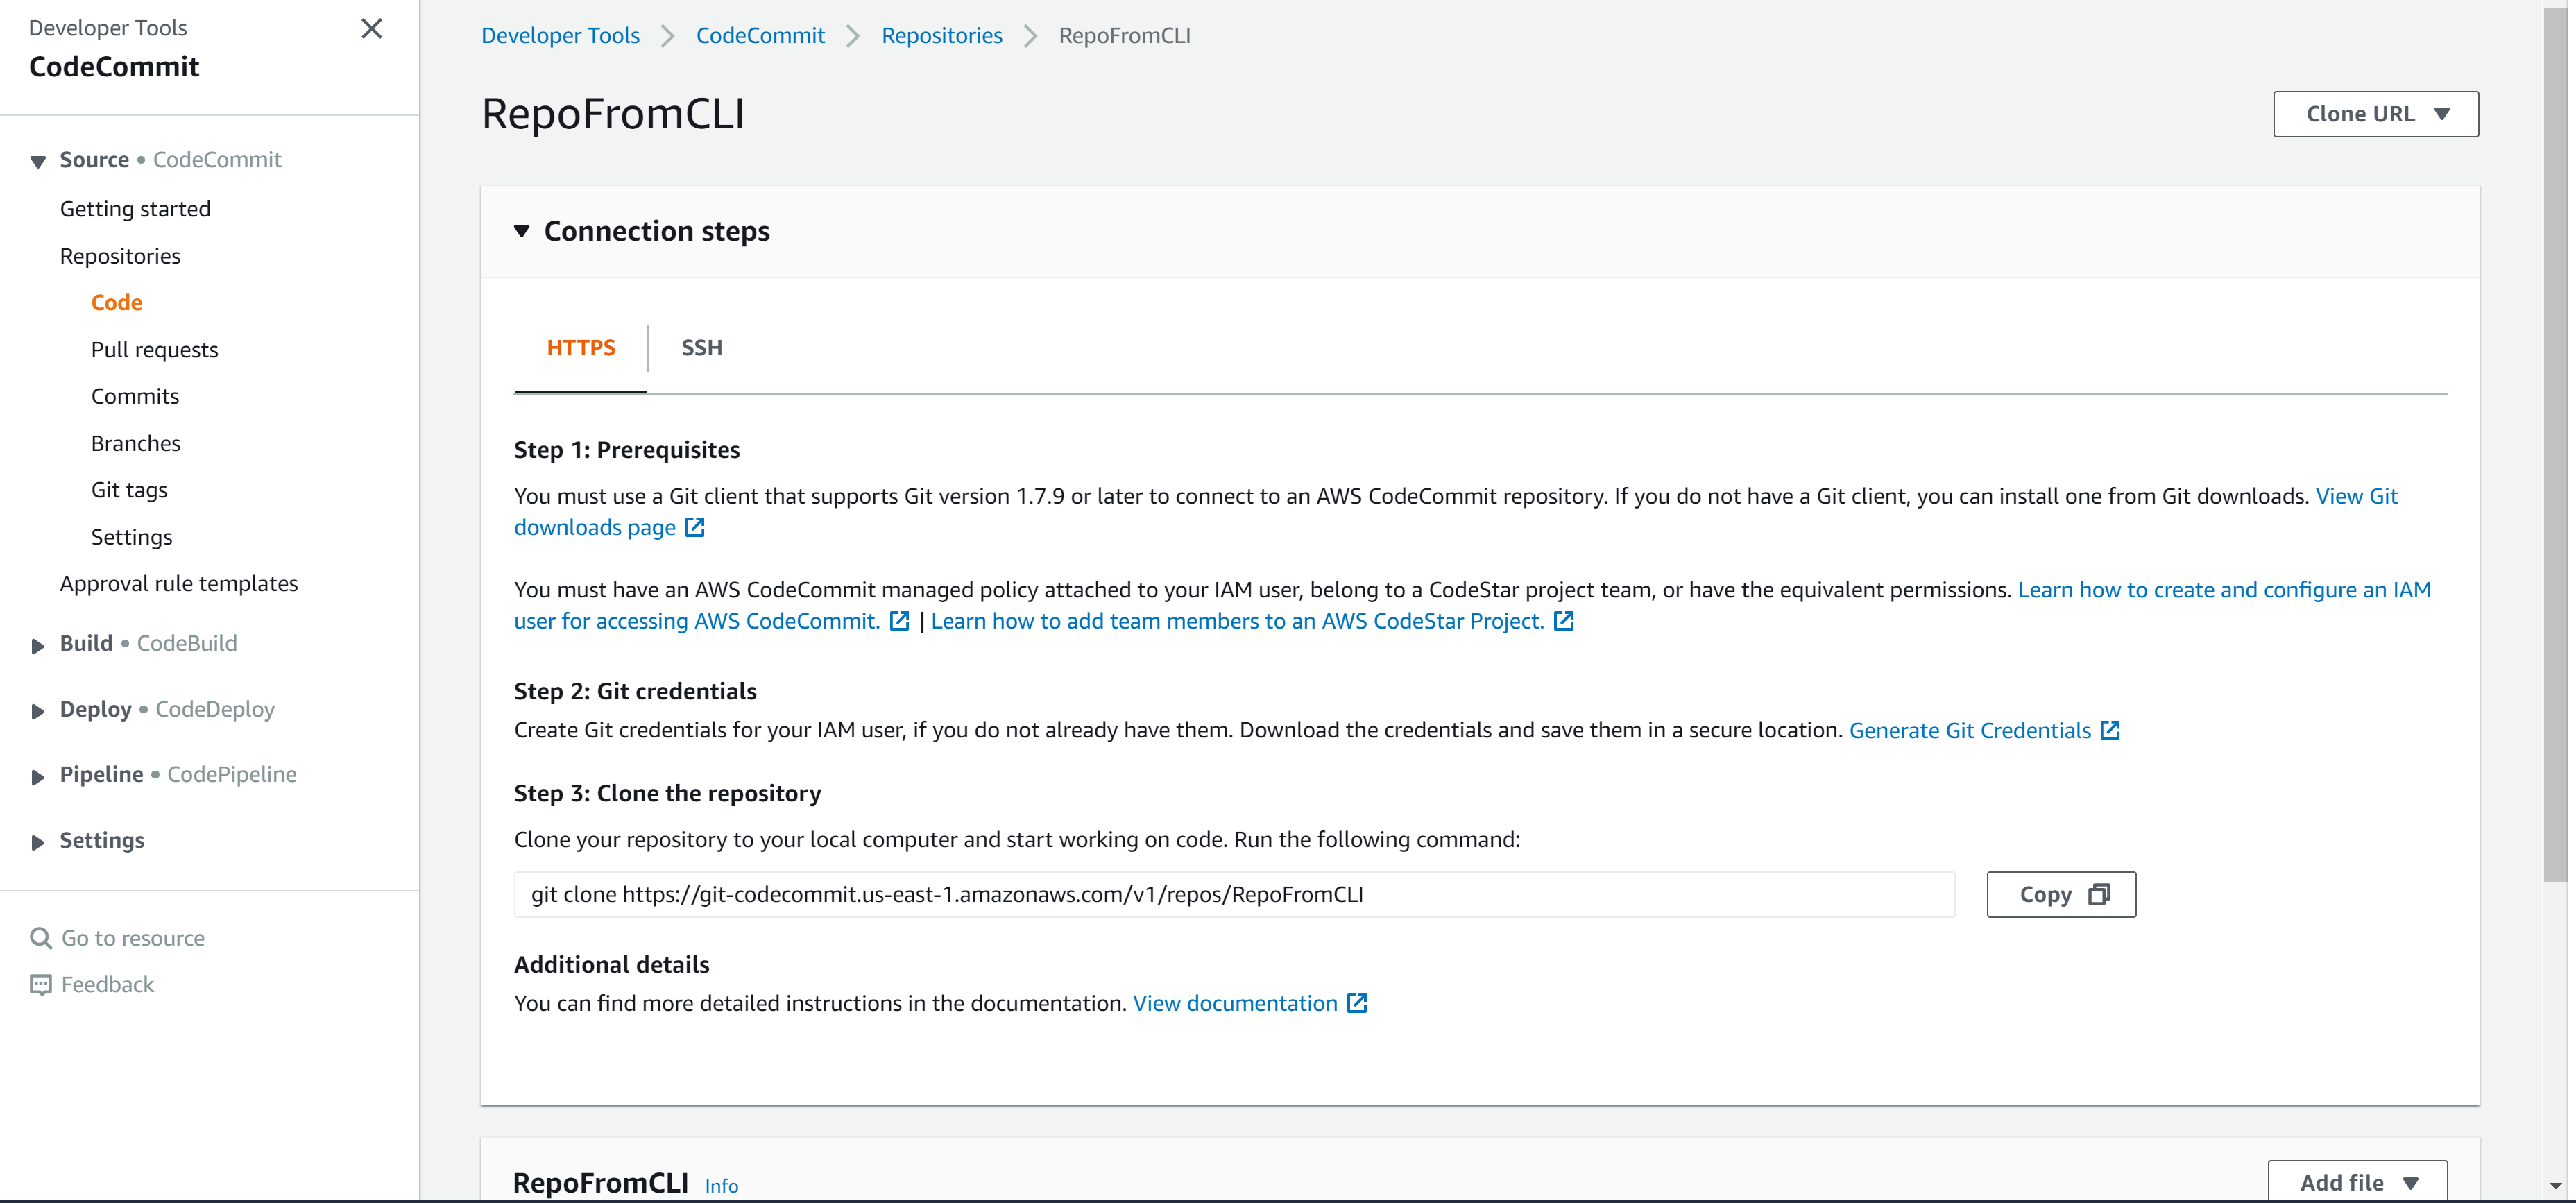 Developer Tools
CodeCommit
Source • CodeCommit
Getting started
Repositories
Code
Pull requests
Commits
Branches
Git tags
Settings
Approval rule templates
Build • CodeBuild
Deploy • CodeDeploy
Pipeline • CodePipeline
Settings
Go to resource
Feedback
Developer Tools > CodeCommit > Repositories > RepoFromCLI
RepoFromCLI
Clone URL
Connection steps
HTTPS
SSH
Step 1: Prerequisites
You must use a Git client that supports Git version 1.7.9 or later to connect to an AWS CodeCommit repository. If you do not have a Git client, you can install one from Git downloads. View Git
downloads page
You must have an AWS CodeCommit managed policy attached to your IAM user, belong to a CodeStar project team, or have the equivalent permissions. Learn how to create and configure an IAM
user for accessing AWS CodeCommit. | Learn how to add team members to an AWS CodeStar Project.
Step 2: Git credentials
Create Git credentials for your IAM user, if you do not already have them. Download the credentials and save them in a secure location. Generate Git Credentials
Step 3: Clone the repository
Clone your repository to your local computer and start working on code. Run the following command:
git clone https://git-codecommit.us-east-1.amazonaws.com/v1/repos/RepoFromCLI
Copy
Additional details
You can find more detailed instructions in the documentation. View documentation
RepoFromCLI Info
Add file